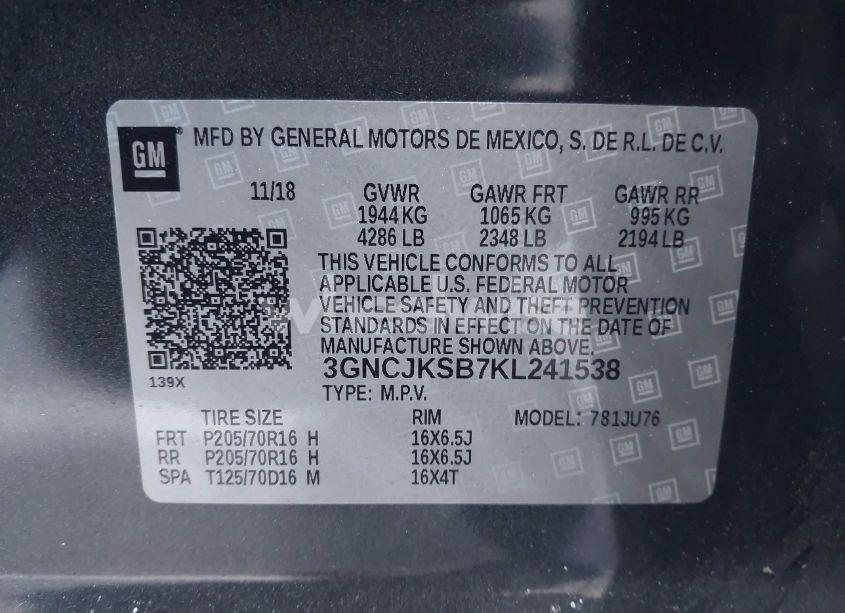 GM
MFD BY GENERAL MOTORS DE MEXICO, S. DE R.L. DE C.V.
11/18 GVWR GAWR FRT GAWR RR
1944 KG 1065 KG 995 KG
4286 LB 2348 LB 2194 LB
THIS VEHICLE CONFORMS TO ALL
APPLICABLE U.S. FEDERAL MOTOR
VEHICLE SAFETY AND THEFT PREVENTION
STANDARDS IN EFFECT ON THE DATE OF
MANUFACTURE SHOWN ABOVE.
3GNCJKSB7KL241538
139X
TYPE: M.P.V.
TIRE SIZE RIM MODEL: 781JU76
FRT P205/70R16 H 16X6.5J
RR P205/70R16 H 16X6.5J
SPA T125/70D16 M 16X4T